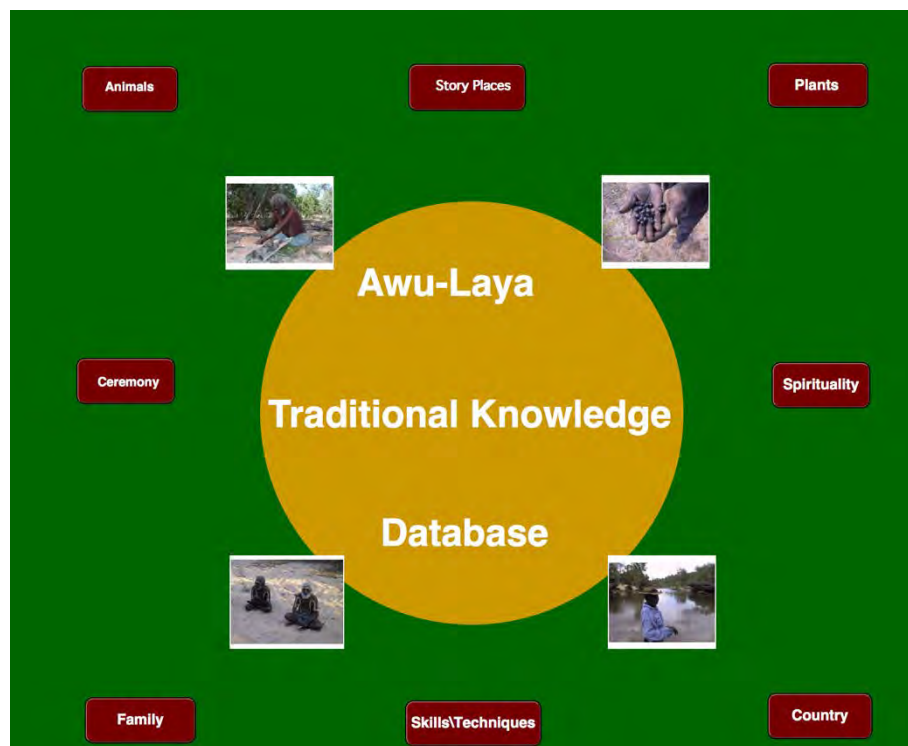 Animals
Story Places
Plants
Awu-Laya
Ceremony
Traditional Knowledge
Spirituality
Database
Family
Skills\Techniques
Country